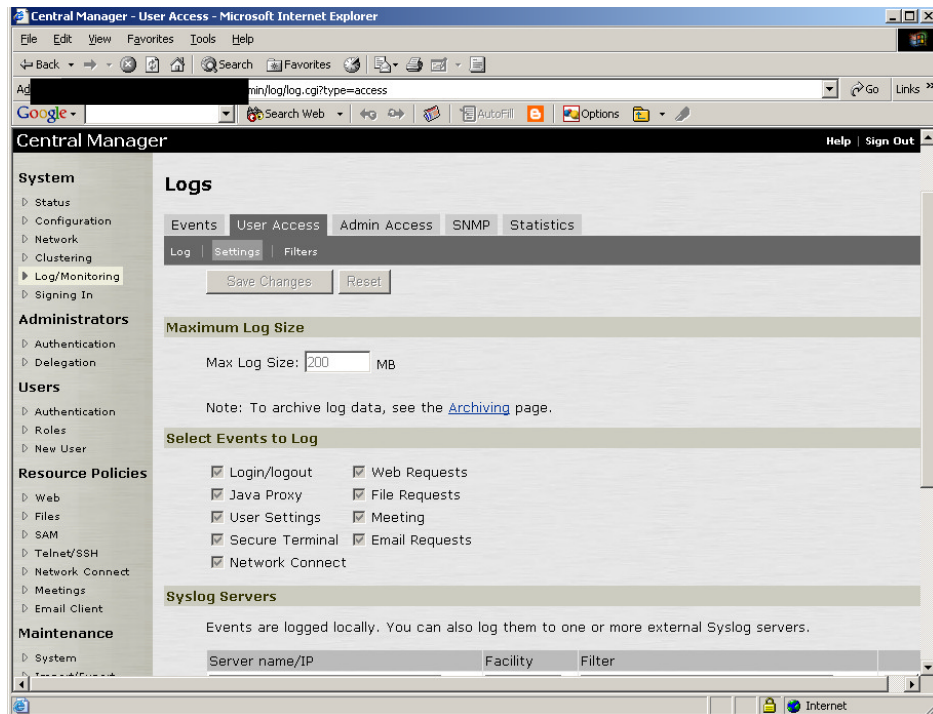 Central Manager - User Access - Microsoft Internet Explorer
File Edit View Favorites Tools Help
Back Search Favorites
Ad min/log/log.cgi?type=access Go Links »
Google Search Web AutoFill Options
Central Manager Help | Sign Out
System
Status
Configuration
Network
Clustering
Log/Monitoring
Signing In
Administrators
Authentication
Delegation
Users
Authentication
Roles
New User
Resource Policies
Web
Files
SAM
Telnet/SSH
Network Connect
Meetings
Email Client
Maintenance
System
Import/Export
Logs
Events User Access Admin Access SNMP Statistics
Log | Settings | Filters
Save Changes Reset
Maximum Log Size
Max Log Size: 200 MB
Note: To archive log data, see the Archiving page.
Select Events to Log
Login/logout Web Requests
Java Proxy File Requests
User Settings Meeting
Secure Terminal Email Requests
Network Connect
Syslog Servers
Events are logged locally. You can also log them to one or more external Syslog servers.
Server name/IP Facility Filter
Internet